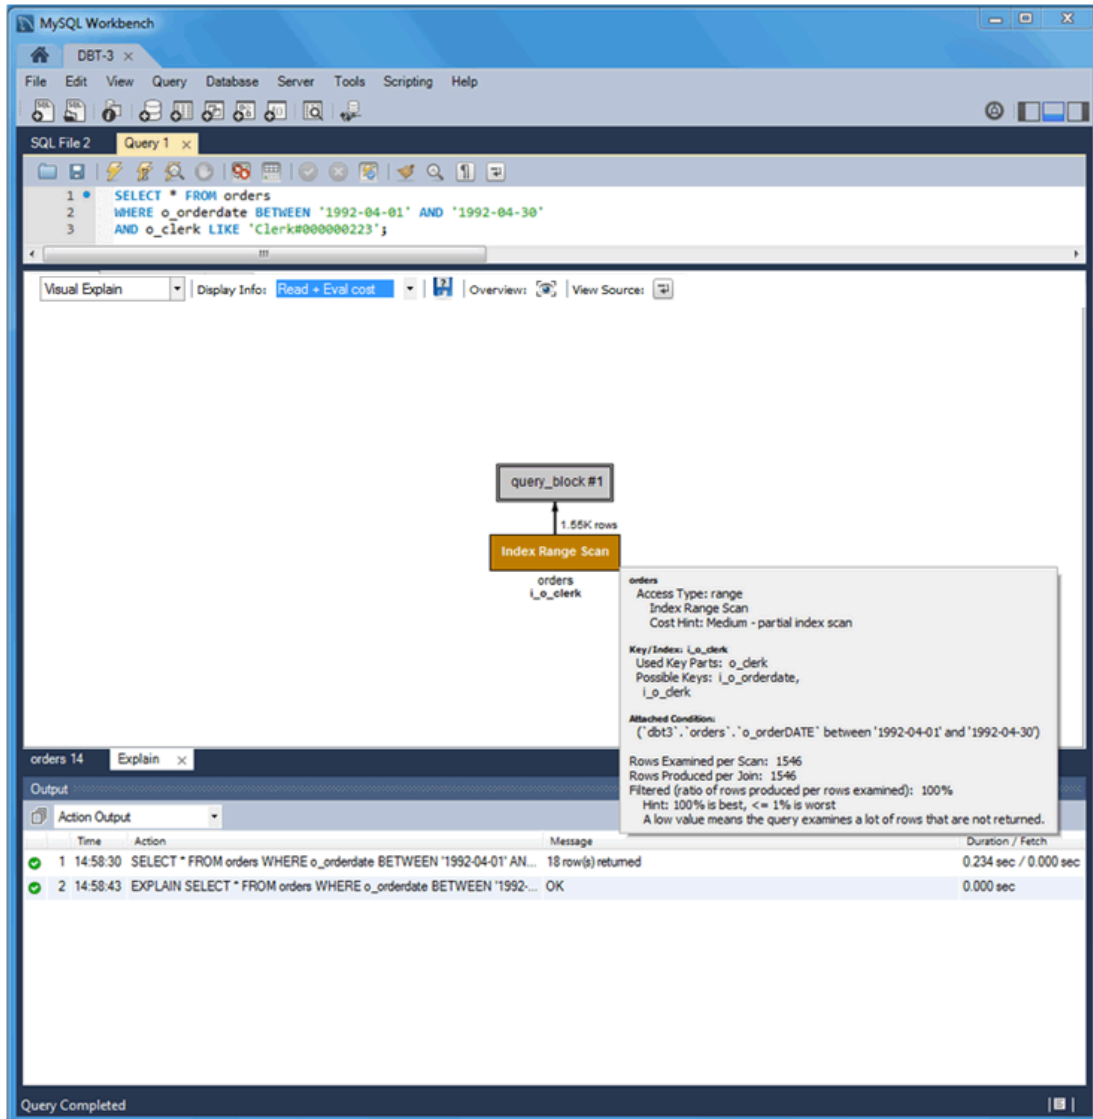 MySQL Workbench
DBT-3 ×
File Edit View Query Database Server Tools Scripting Help
SQL File 2 Query 1 ×
1 SELECT * FROM orders
2 WHERE o_orderdate BETWEEN '1992-04-01' AND '1992-04-30'
3 AND o_clerk LIKE 'Clerk#000000223';
Visual Explain Display Info: Read + Eval cost Overview: View Source:
query_block #1
1.55K rows
Index Range Scan
orders
i_o_clerk
orders
Access Type: range
Index Range Scan
Cost Hint: Medium - partial index scan
Key/Index: i_o_clerk
Used Key Parts: o_clerk
Possible Keys: i_o_orderdate,
i_o_clerk
Attached Condition:
(`dbt3`.`orders`.`o_orderDATE` between '1992-04-01' and '1992-04-30')
Rows Examined per Scan: 1546
Rows Produced per Join: 1546
Filtered (ratio of rows produced per rows examined): 100%
Hint: 100% is best, <= 1% is worst
A low value means the query examines a lot of rows that are not returned.
orders 14 Explain ×
Output
Action Output
Time Action Message Duration / Fetch
1 14:58:30 SELECT * FROM orders WHERE o_orderdate BETWEEN '1992-04-01' AN... 18 row(s) returned 0.234 sec / 0.000 sec
2 14:58:43 EXPLAIN SELECT * FROM orders WHERE o_orderdate BETWEEN '1992-... OK 0.000 sec
Query Completed